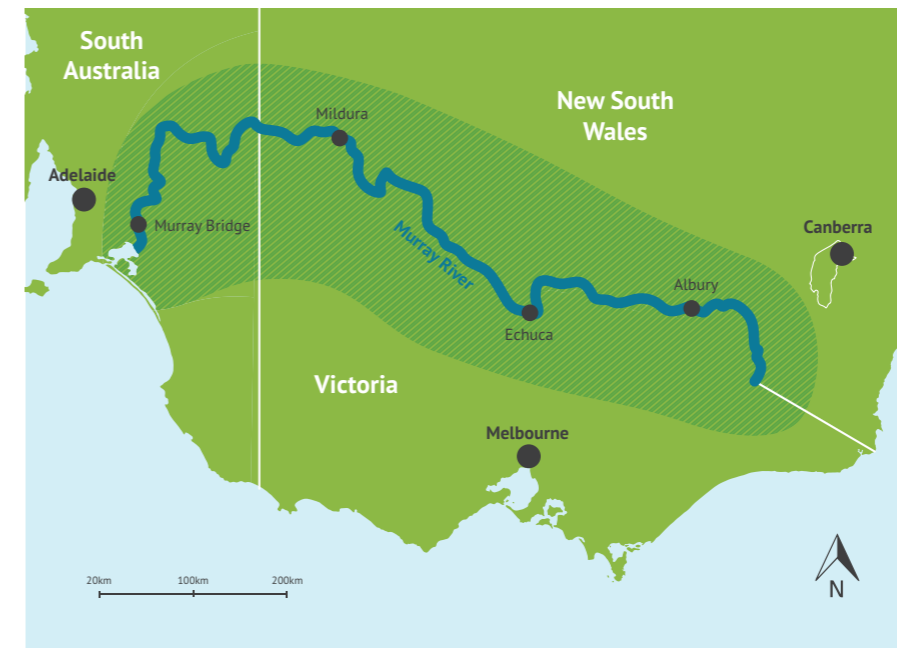 South
Australia
New South
Wales
Mildura
Adelaide
Murray Bridge
Canberra
Murray River
Albury
Echuca
Victoria
Melbourne
20km 100km 200km
N